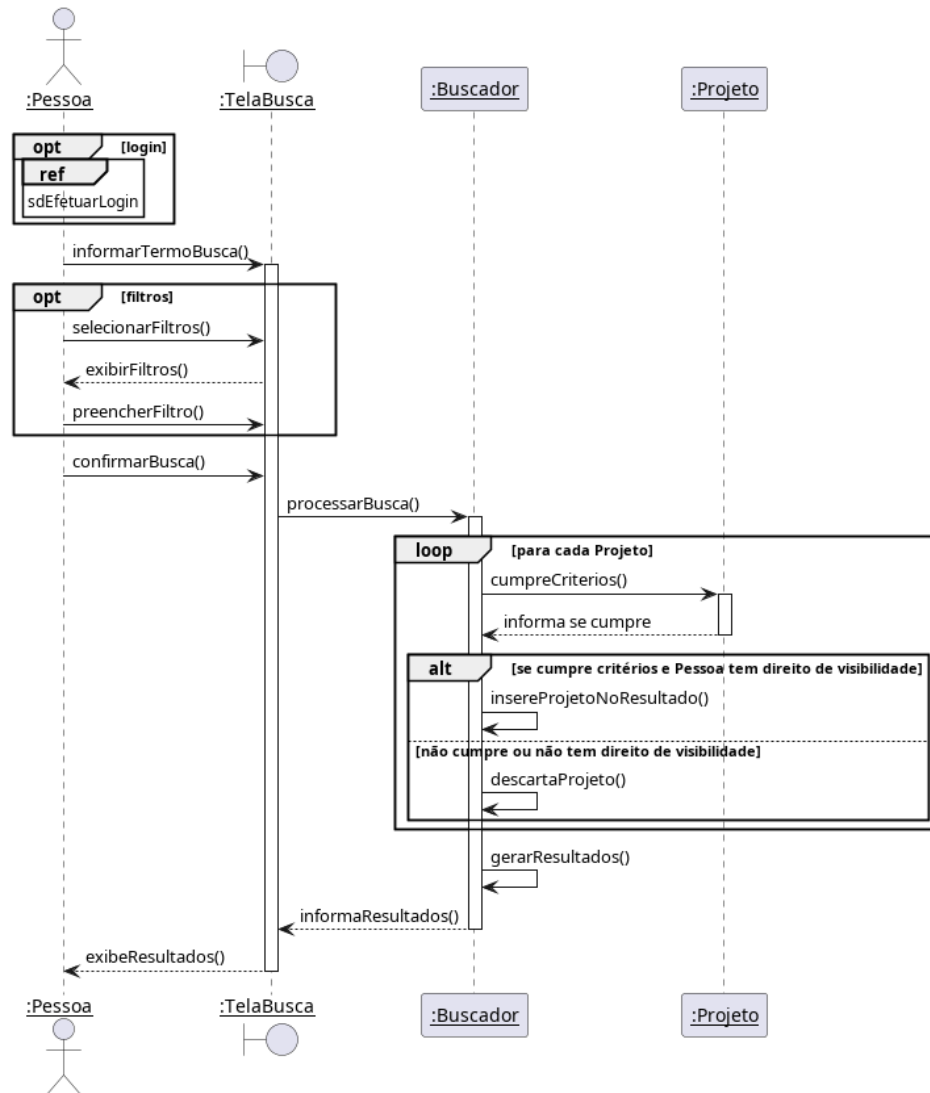 :Pessoa
:TelaBusca
:Buscador
:Projeto
opt [login]
ref
sdEfetuarLogin
informarTermoBusca()
opt [filtros]
selecionarFiltros()
exibirFiltros()
preencherFiltro()
confirmarBusca()
processarBusca()
loop [para cada Projeto]
cumpreCriterios()
informa se cumpre
alt [se cumpre critérios e Pessoa tem direito de visibilidade]
insereProjetoNoResultado()
[não cumpre ou não tem direito de visibilidade]
descartaProjeto()
gerarResultados()
informaResultados()
exibeResultados()
:Pessoa
:TelaBusca
:Buscador
:Projeto